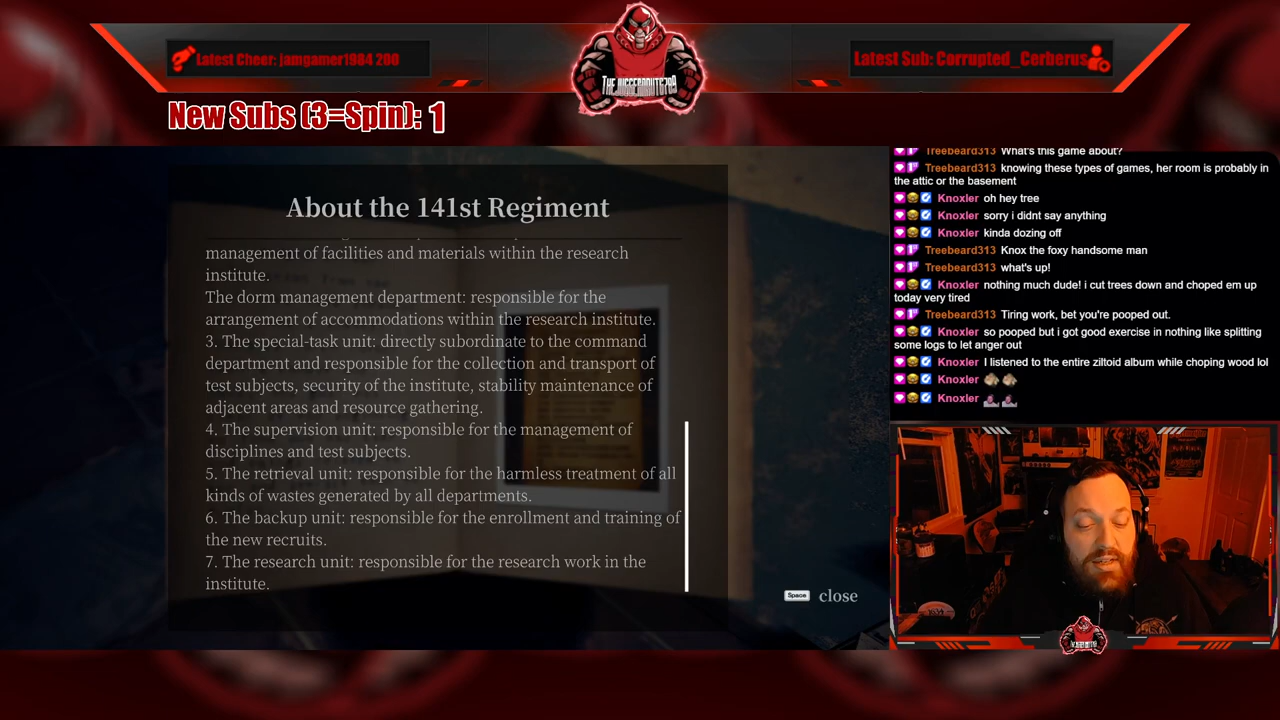 Latest Cheer: jamgamer1984 200
THEJUGGERNAUT6789
Latest Sub: Corrupted_Cerberus
New Subs (3=Spin): 1
About the 141st Regiment
management of facilities and materials within the research
institute.
The dorm management department: responsible for the
arrangement of accommodations within the research institute.
3. The special-task unit: directly subordinate to the command
department and responsible for the collection and transport of
test subjects, security of the institute, stability maintenance of
adjacent areas and resource gathering.
4. The supervision unit: responsible for the management of
disciplines and test subjects.
5. The retrieval unit: responsible for the harmless treatment of all
kinds of wastes generated by all departments.
6. The backup unit: responsible for the enrollment and training of
the new recruits.
7. The research unit: responsible for the research work in the
institute.
Space close
Treebeard313 What's this game about?
Treebeard313 knowing these types of games, her room is probably in
the attic or the basement
Knoxler oh hey tree
Knoxler sorry i didnt say anything
Knoxler kinda dozing off
Treebeard313 Knox the foxy handsome man
Treebeard313 what's up!
Knoxler nothing much dude! i cut trees down and choped em up
today very tired
Treebeard313 Tiring work, bet you're pooped out.
Knoxler so pooped but i got good exercise in nothing like splitting
some logs to let anger out
Knoxler I listened to the entire ziltoid album while choping wood lol
Knoxler
Knoxler